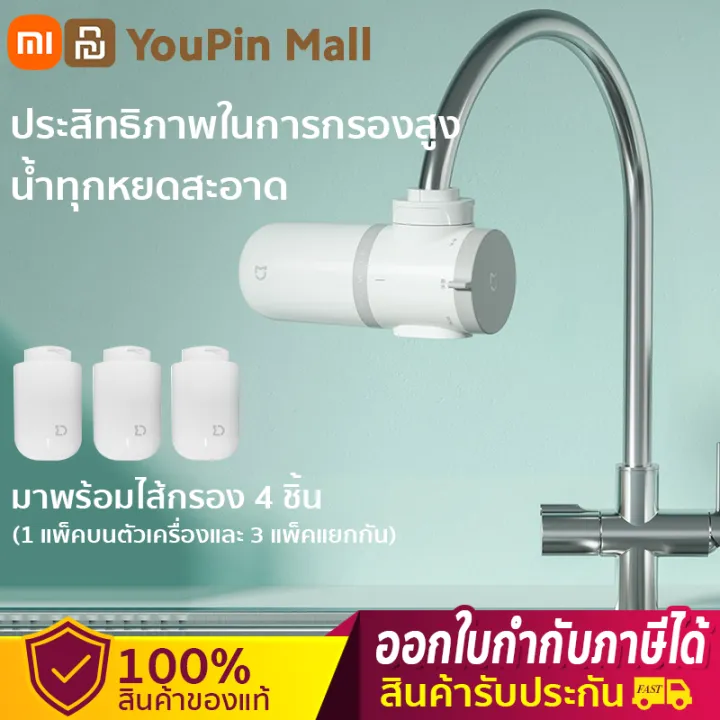 mi YouPin Mall
ประสิทธิภาพในการกรองสูง
น้ำทุกหยดสะอาด
มาพร้อมไส้กรอง 4 ชิ้น
(1 แพ็คบนตัวเครื่องและ 3 แพ็คแยกกัน)
100%
สินค้าของแท้
ออกใบกำกับภาษีได้
สินค้ารับประกัน FAST